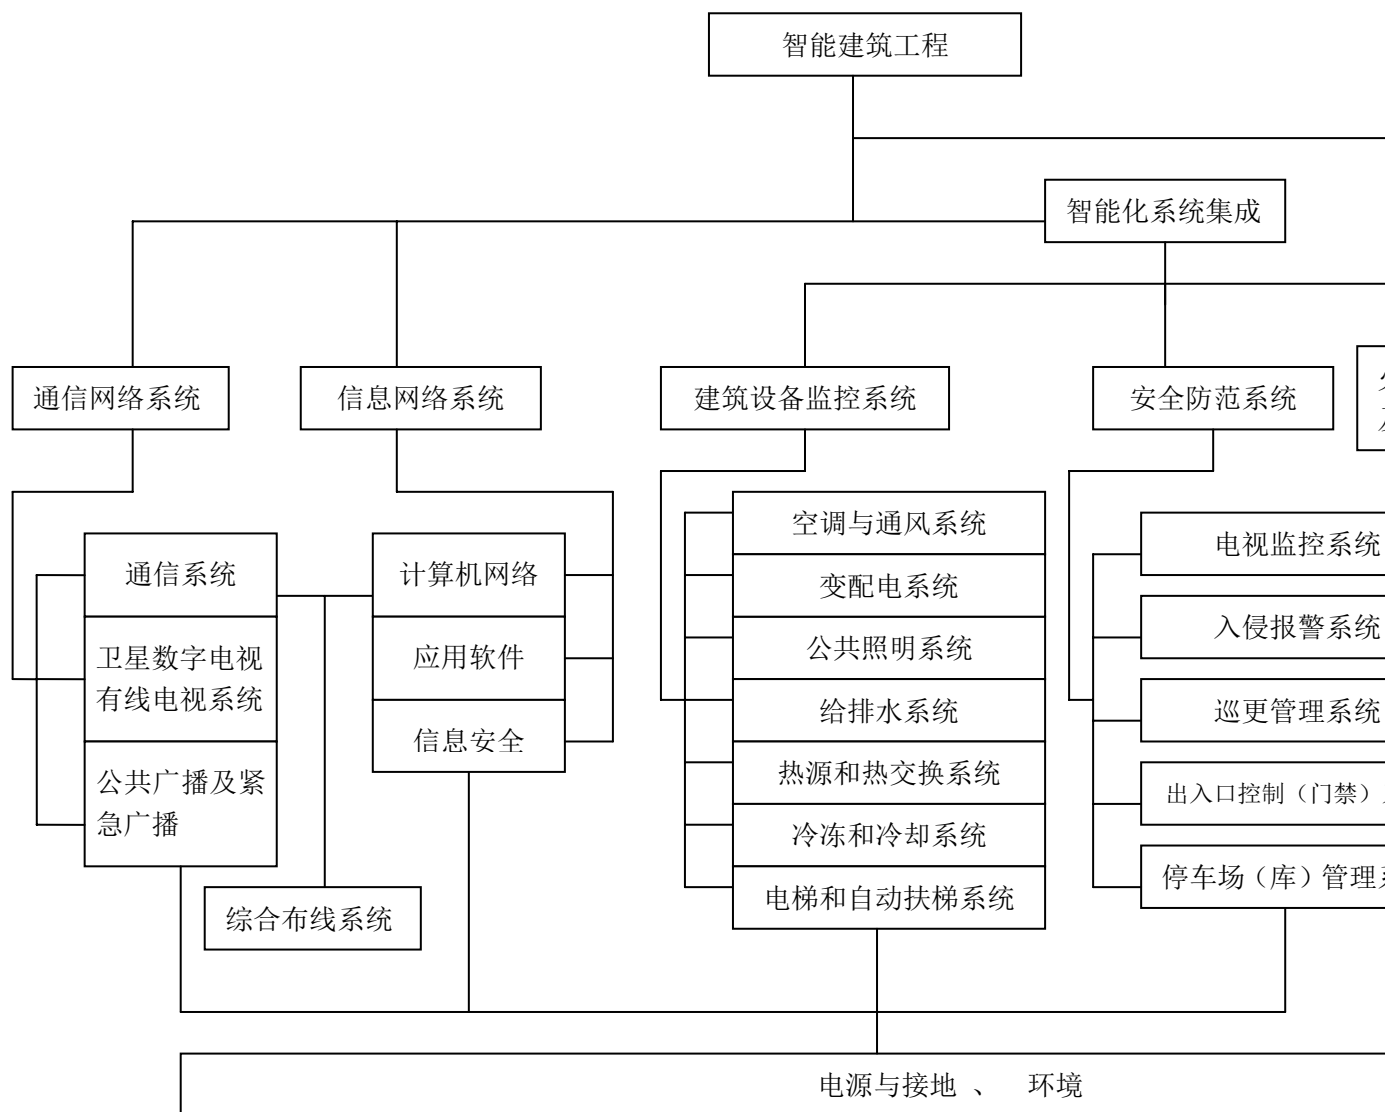 智能建筑工程
智能化系统集成
通信网络系统
信息网络系统
建筑设备监控系统
安全防范系统
通信系统
卫星数字电视
有线电视系统
公共广播及紧
急广播
计算机网络
应用软件
信息安全
综合布线系统
空调与通风系统
变配电系统
公共照明系统
给排水系统
热源和热交换系统
冷冻和冷却系统
电梯和自动扶梯系统
电视监控系统
入侵报警系统
巡更管理系统
出入口控制（门禁）
停车场（库）管理
电源与接地 、 环境